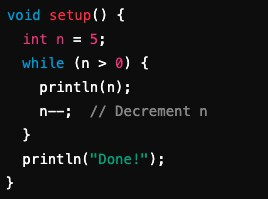 void setup() {
  int n = 5;
  while (n > 0) {
    println(n);
    n--;  // Decrement n
  }
  println("Done!");
}